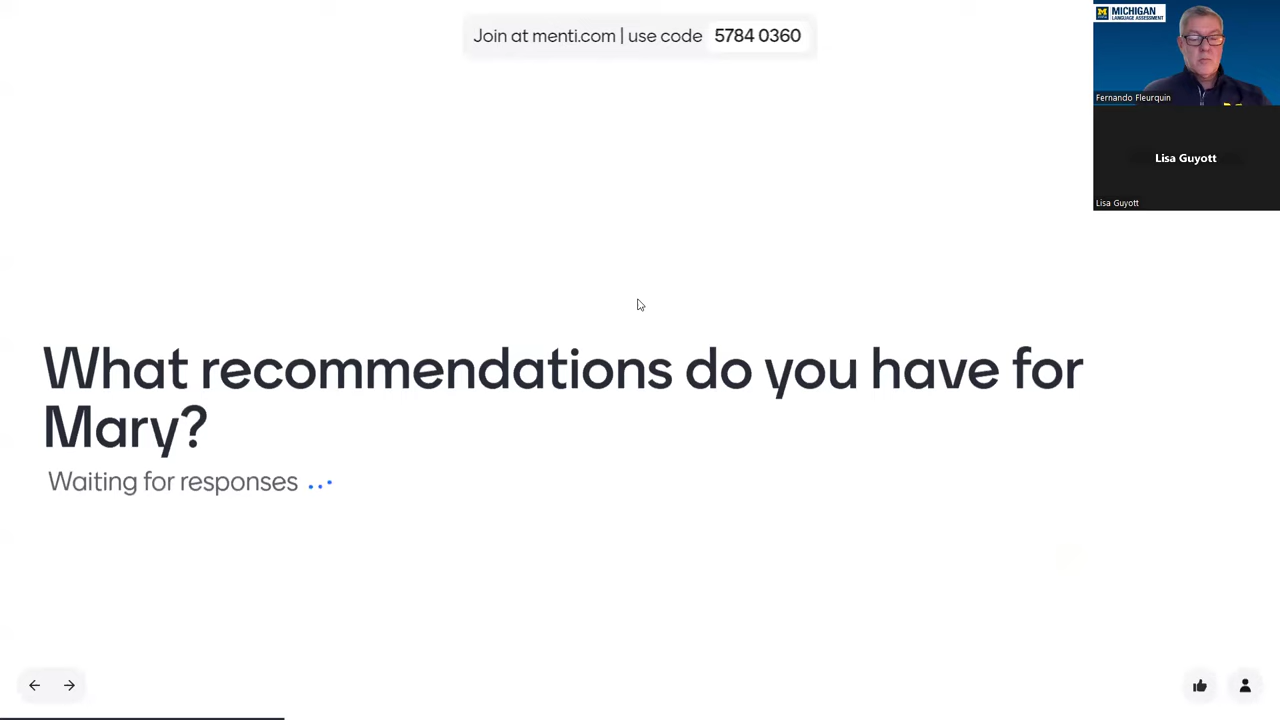 Join at menti.com | use code 5784 0360
MICHIGAN
LANGUAGE ASSESSMENT
Fernando Fleurquin
Lisa Guyott
Lisa Guyott
What recommendations do you have for
Mary?
Waiting for responses